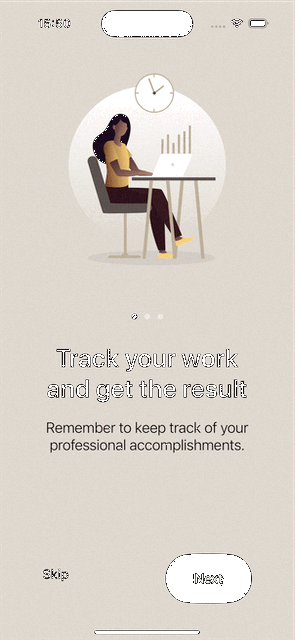 15:50
Track your work
and get the result
Remember to keep track of your
professional accomplishments.
Skip
Next